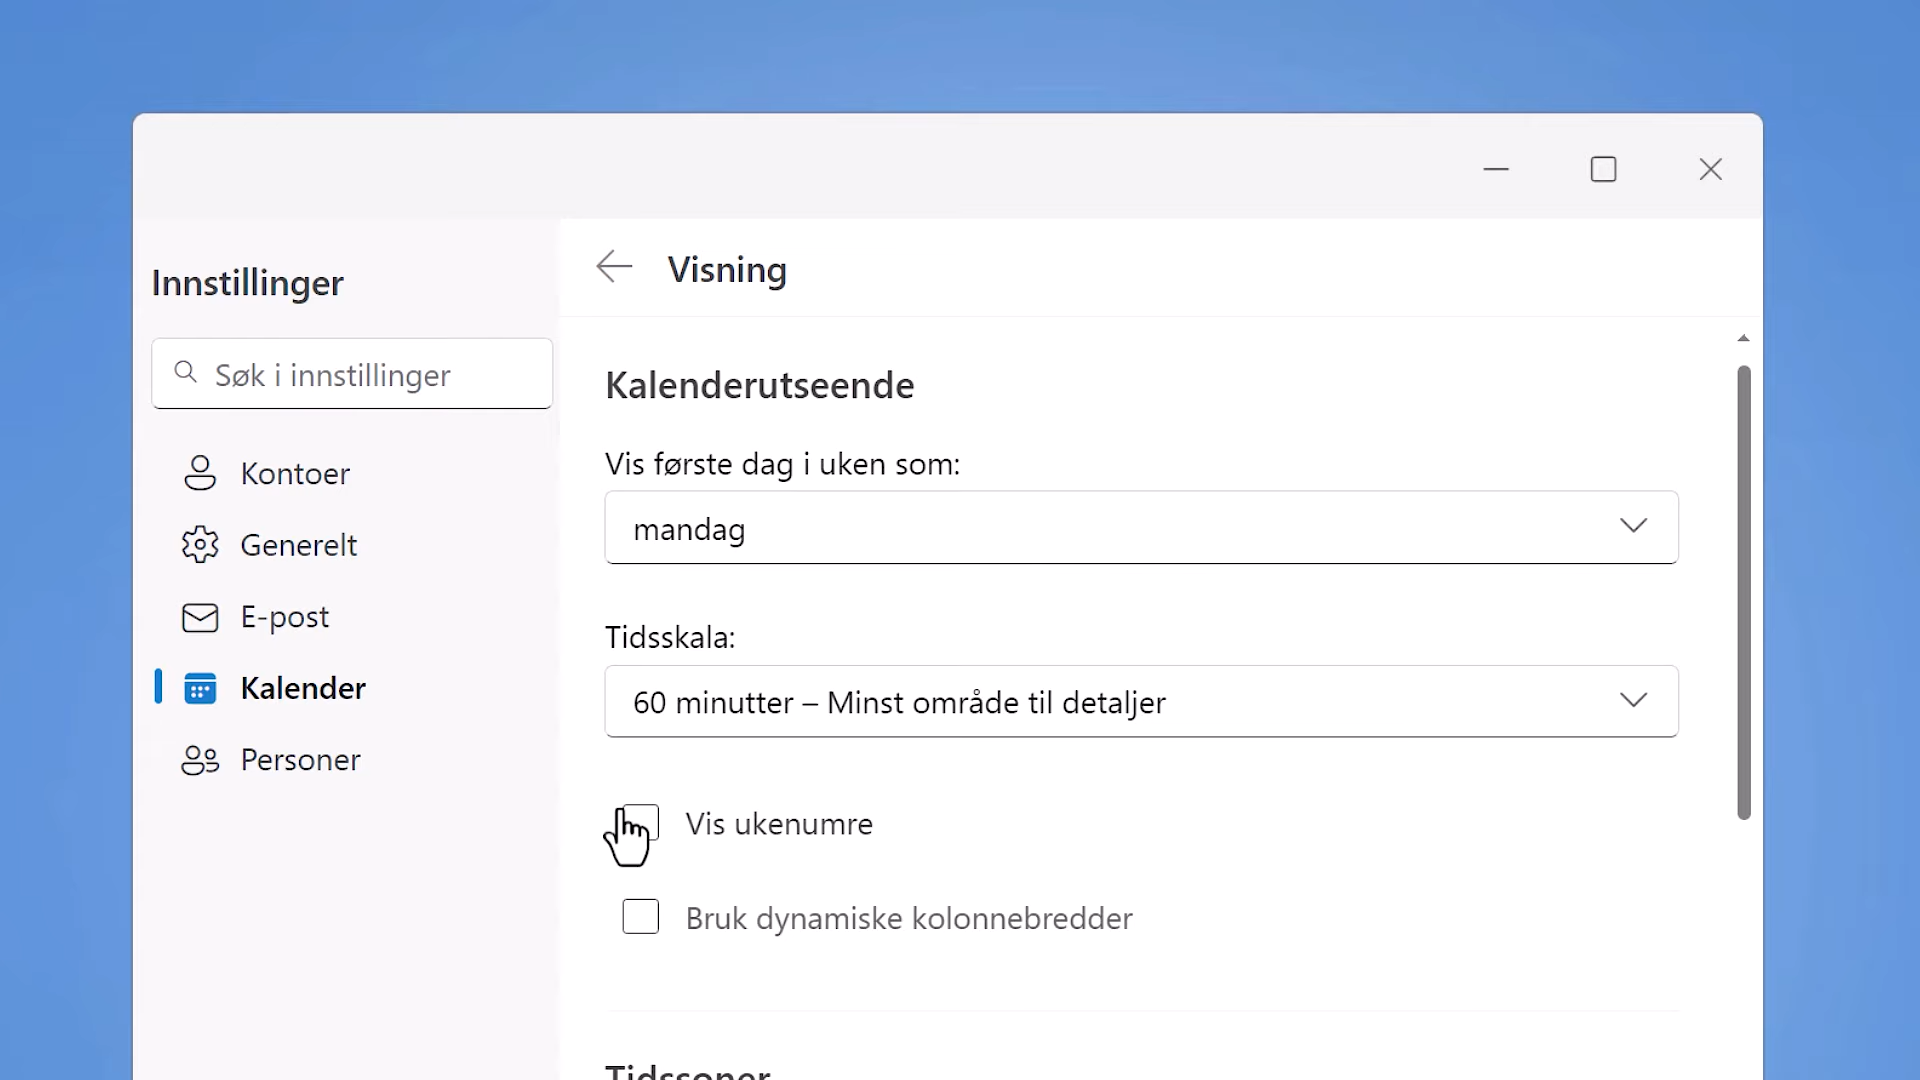 Innstillinger
Søk i innstillinger
Kontoer
Generelt
E-post
Kalender
Personer
Visning
Kalenderutseende
Vis første dag i uken som:
mandag
Tidsskala:
60 minutter – Minst område til detaljer
Vis ukenumre
Bruk dynamiske kolonnebredder
Tidssoner